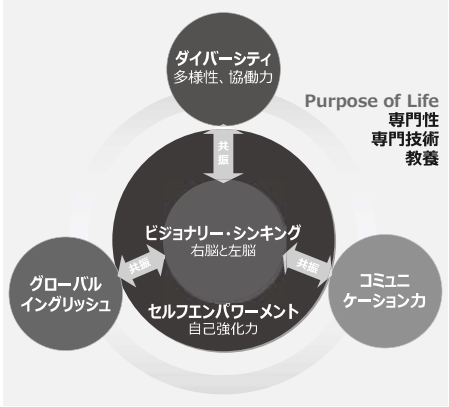 ダイバーシティ
多様性、協働力
Purpose of Life
専門性
専門技術
教養
共振
ビジョナリー・シンキング
右脳と左脳
共振
共振
グローバル
イングリッシュ
コミュニ
ケーション力
セルフエンパワーメント
自己強化力